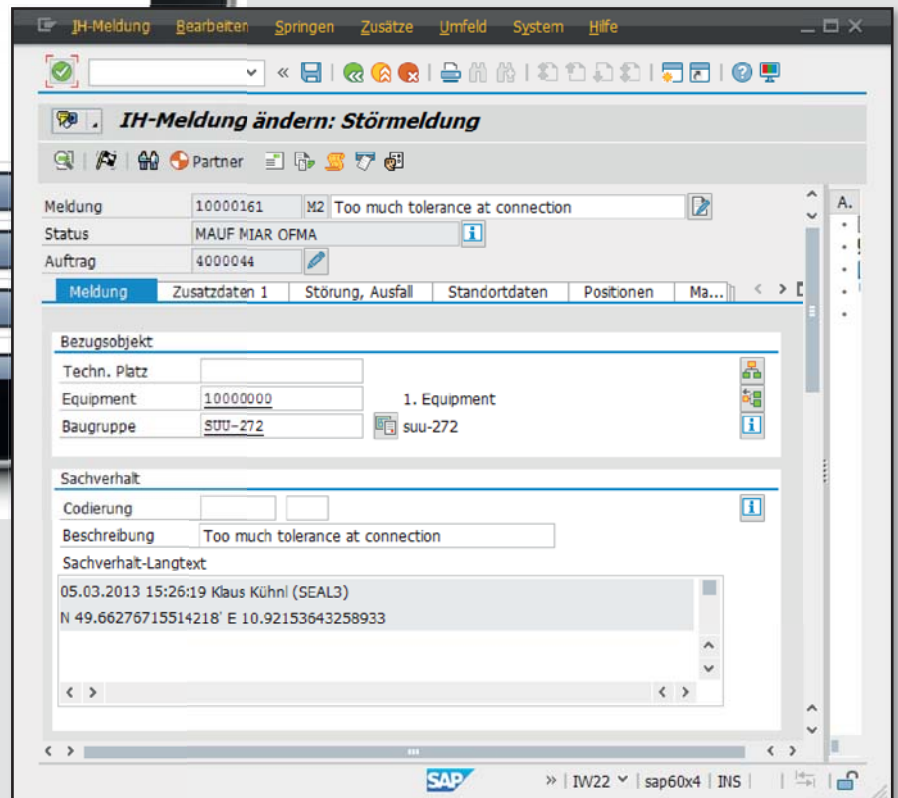 IH-Meldung Bearbeiten Springen Zusätze Umfeld System Hilfe
IH-Meldung ändern: Störmeldung
Partner
Meldung 10000161 M2 Too much tolerance at connection
Status MAUF MIAR OFMA
Auftrag 4000044
Meldung Zusatzdaten 1 Störung, Ausfall Standortdaten Positionen Ma...
A.
Bezugsobjekt
Techn. Platz
Equipment 10000000 1. Equipment
Baugruppe SUU-272 suu-272
Sachverhalt
Codierung
Beschreibung Too much tolerance at connection
Sachverhalt-Langtext
05.03.2013 15:26:19 Klaus Kühnl (SEAL3)
N 49.66276715514218' E 10.92153643258933
SAP » | IW22 | sap60x4 | INS